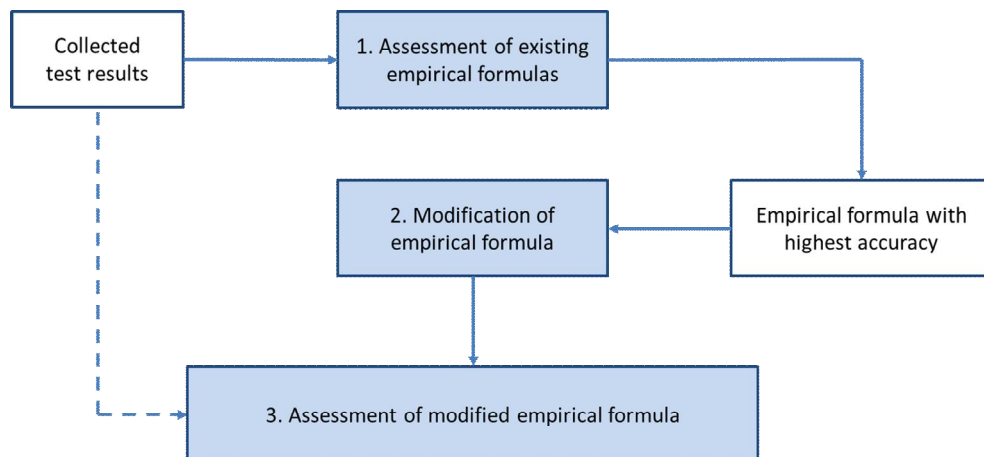 Collected
test results
1. Assessment of existing
empirical formulas
2. Modification of
empirical formula
Empirical formula with
highest accuracy
3. Assessment of modified empirical formula